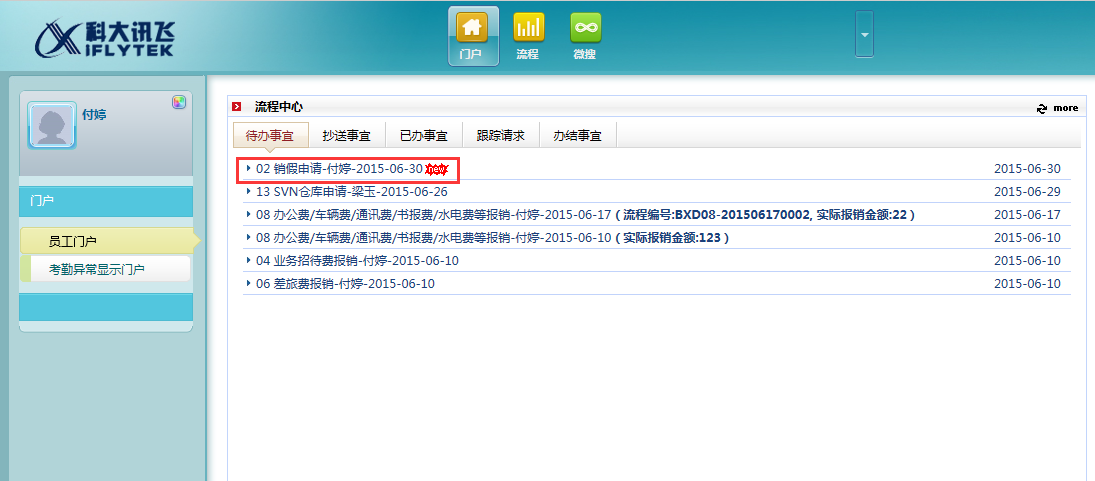 科大讯飞
IFLYTEK
门户
流程
微搜
付婷
门户
员工门户
考勤异常显示门户
流程中心
more
待办事宜
抄送事宜
已办事宜
跟踪请求
办结事宜
02 销假申请-付婷-2015-06-30 new 2015-06-30
13 SVN仓库申请-梁玉-2015-06-26 2015-06-29
08 办公费/车辆费/通讯费/书报费/水电费等报销-付婷-2015-06-17 ( 流程编号:BXD08-201506170002, 实际报销金额:22 ) 2015-06-17
08 办公费/车辆费/通讯费/书报费/水电费等报销-付婷-2015-06-10 ( 实际报销金额:123 ) 2015-06-10
04 业务招待费报销-付婷-2015-06-10 2015-06-10
06 差旅费报销-付婷-2015-06-10 2015-06-10